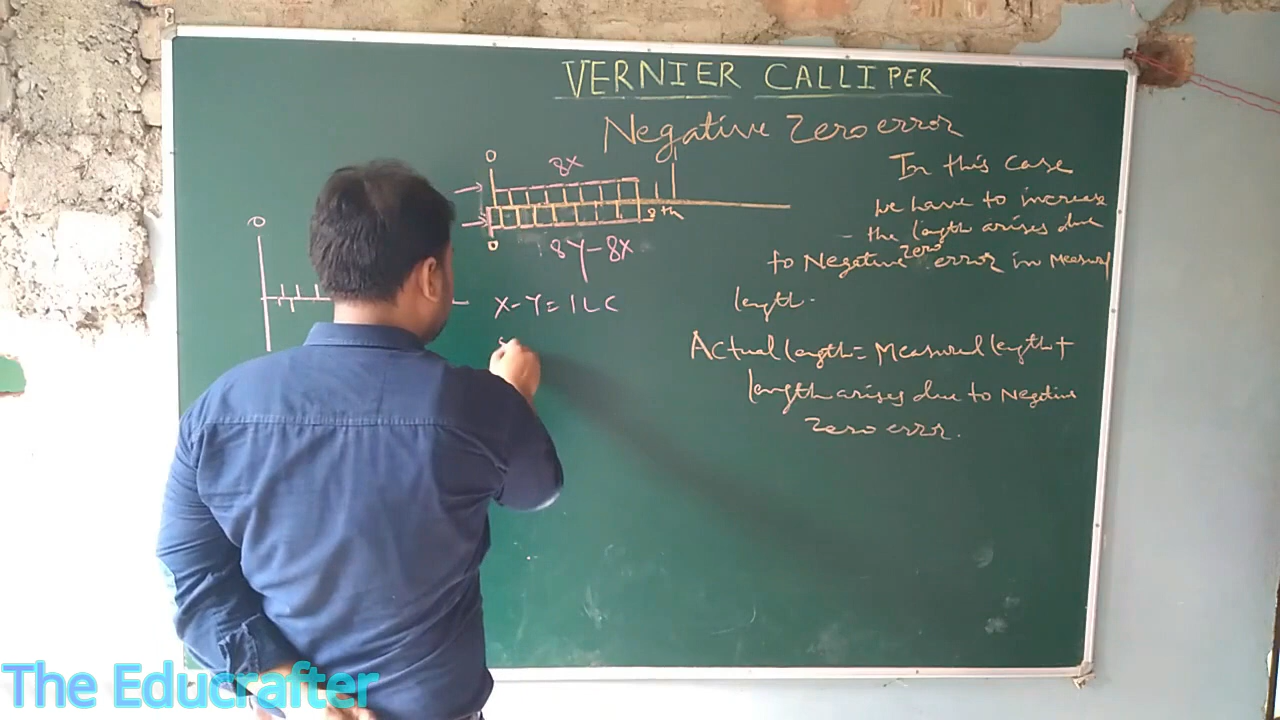 VERNIER CALLIPER
Negative Zero error
0
8X
0
8th
0
8Y-8X
X-Y=1LC
In this case
we have to increase
the length arises due
to Negative zero error in Measured
length.
Actual length = Measured length +
length arises due to Negative
Zero error.
The Educrafter